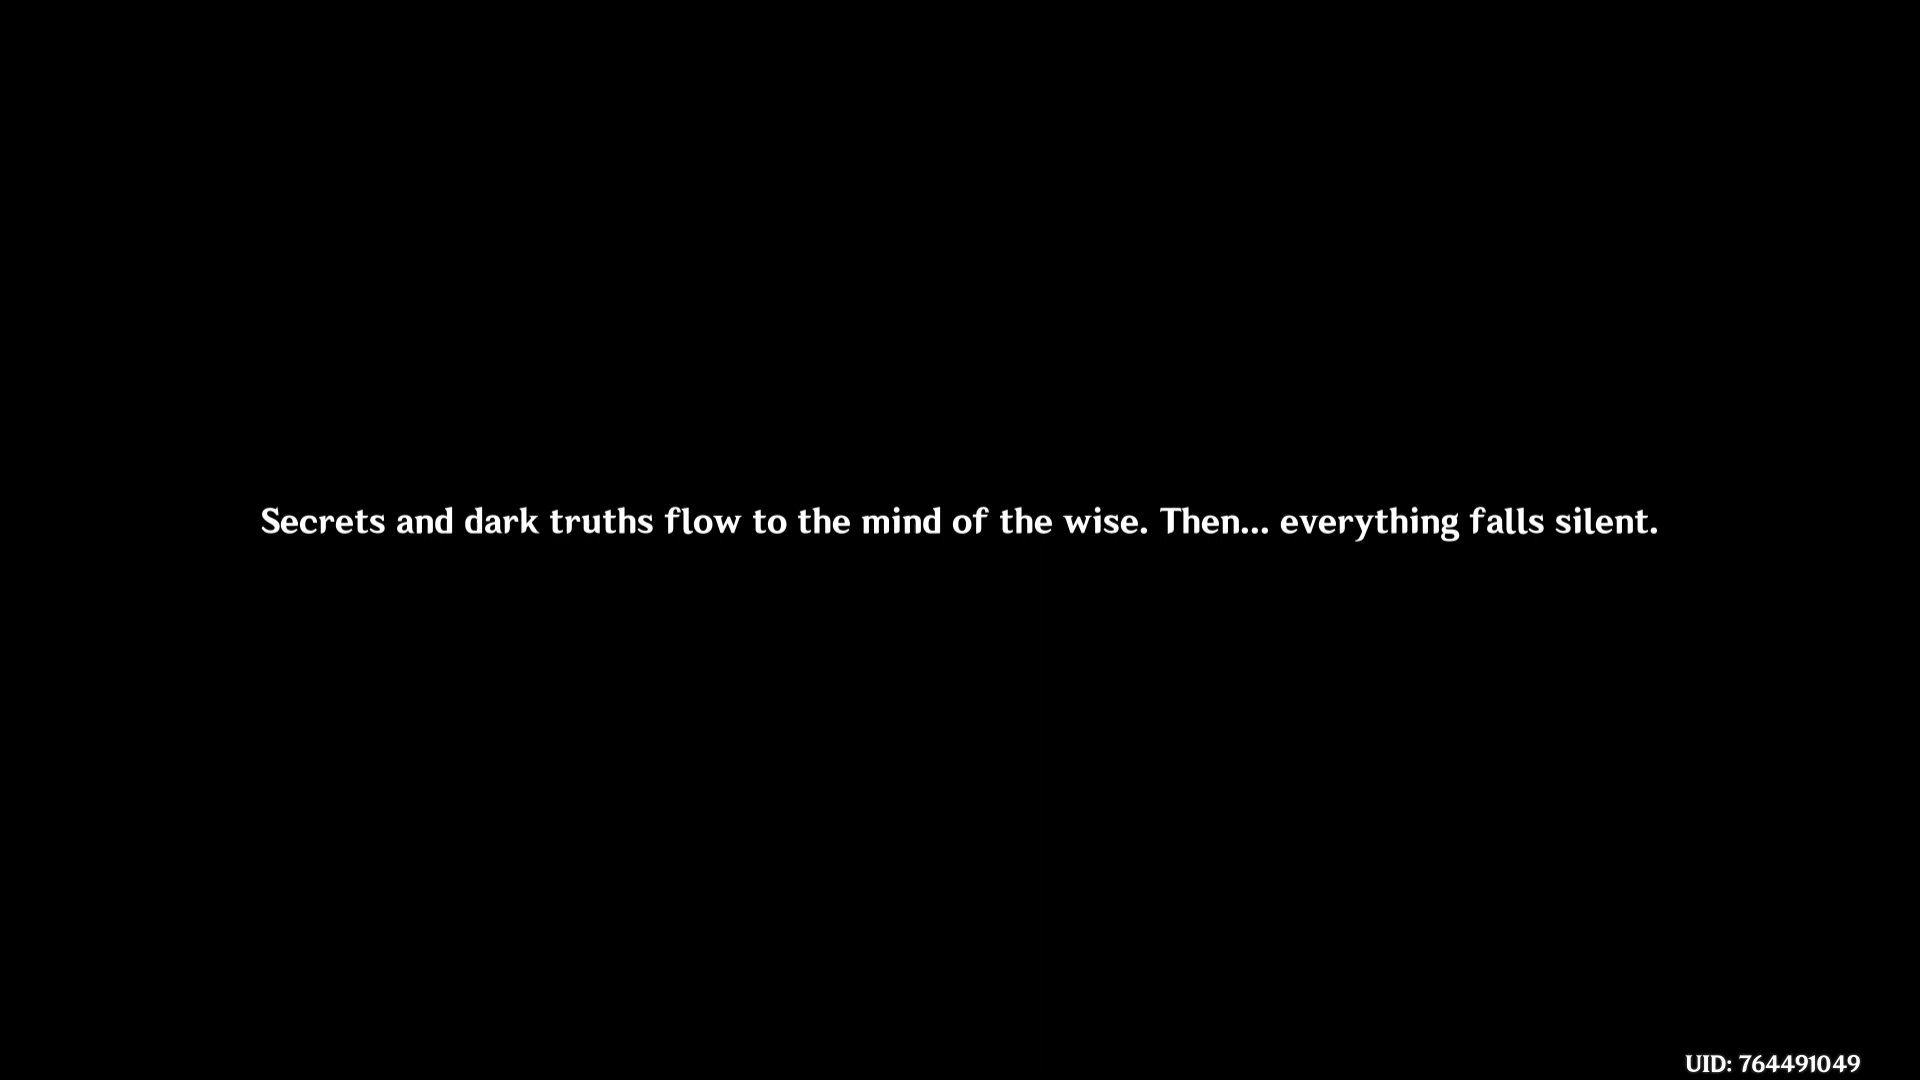 Secrets and dark truths flow to the mind of the wise. Then... everything falls silent.
UID: 764491049